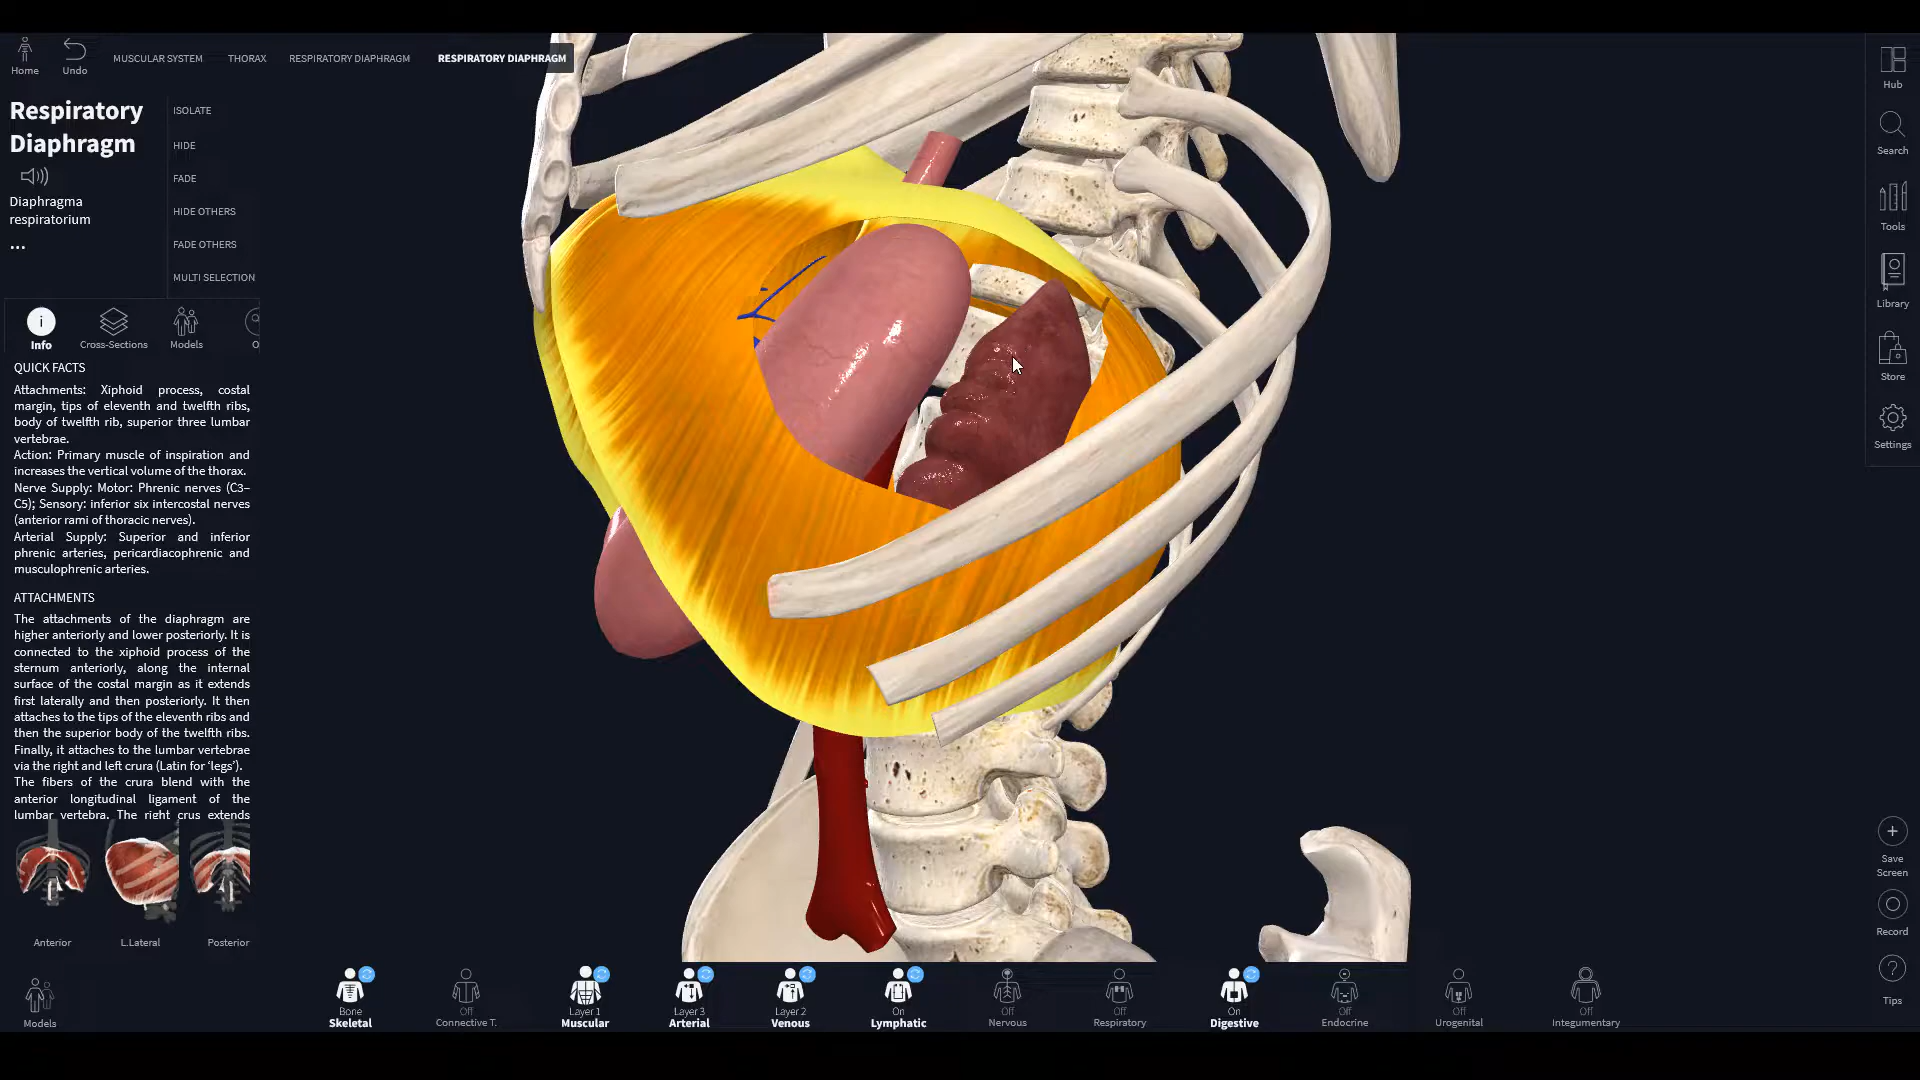 Home
Undo
MUSCULAR SYSTEM
THORAX
RESPIRATORY DIAPHRAGM
RESPIRATORY DIAPHRAGM
Respiratory
Diaphragm
Diaphragma
respiratorium
...
ISOLATE
HIDE
FADE
HIDE OTHERS
FADE OTHERS
MULTI SELECTION
Info
Cross-Sections
Models
O
QUICK FACTS
Attachments: Xiphoid process, costal
margin, tips of eleventh and twelfth ribs,
body of twelfth rib, superior three lumbar
vertebrae.
Action: Primary muscle of inspiration and
increases the vertical volume of the thorax.
Nerve Supply: Motor: Phrenic nerves (C3–
C5); Sensory: inferior six intercostal nerves
(anterior rami of thoracic nerves).
Arterial Supply: Superior and inferior
phrenic arteries, pericardiacophrenic and
musculophrenic arteries.
ATTACHMENTS
The attachments of the diaphragm are
higher anteriorly and lower posteriorly. It is
connected to the xiphoid process of the
sternum anteriorly, along the internal
surface of the costal margin as it extends
first laterally and then posteriorly. It then
attaches to the tips of the eleventh ribs and
then the superior body of the twelfth ribs.
Finally, it attaches to the lumbar vertebrae
via the right and left crura (Latin for ‘legs’).
The fibers of the crura blend with the
anterior longitudinal ligament of the
lumbar vertebra. The right crus extends
Anterior
L.Lateral
Posterior
Models
Bone
Skeletal
Off
Connective T.
Layer 1
Muscular
Layer 3
Arterial
Layer 2
Venous
On
Lymphatic
Off
Nervous
Off
Respiratory
On
Digestive
Off
Endocrine
Off
Urogenital
Off
Integumentary
Hub
Search
Tools
Library
Store
Settings
Save
Screen
Record
Tips